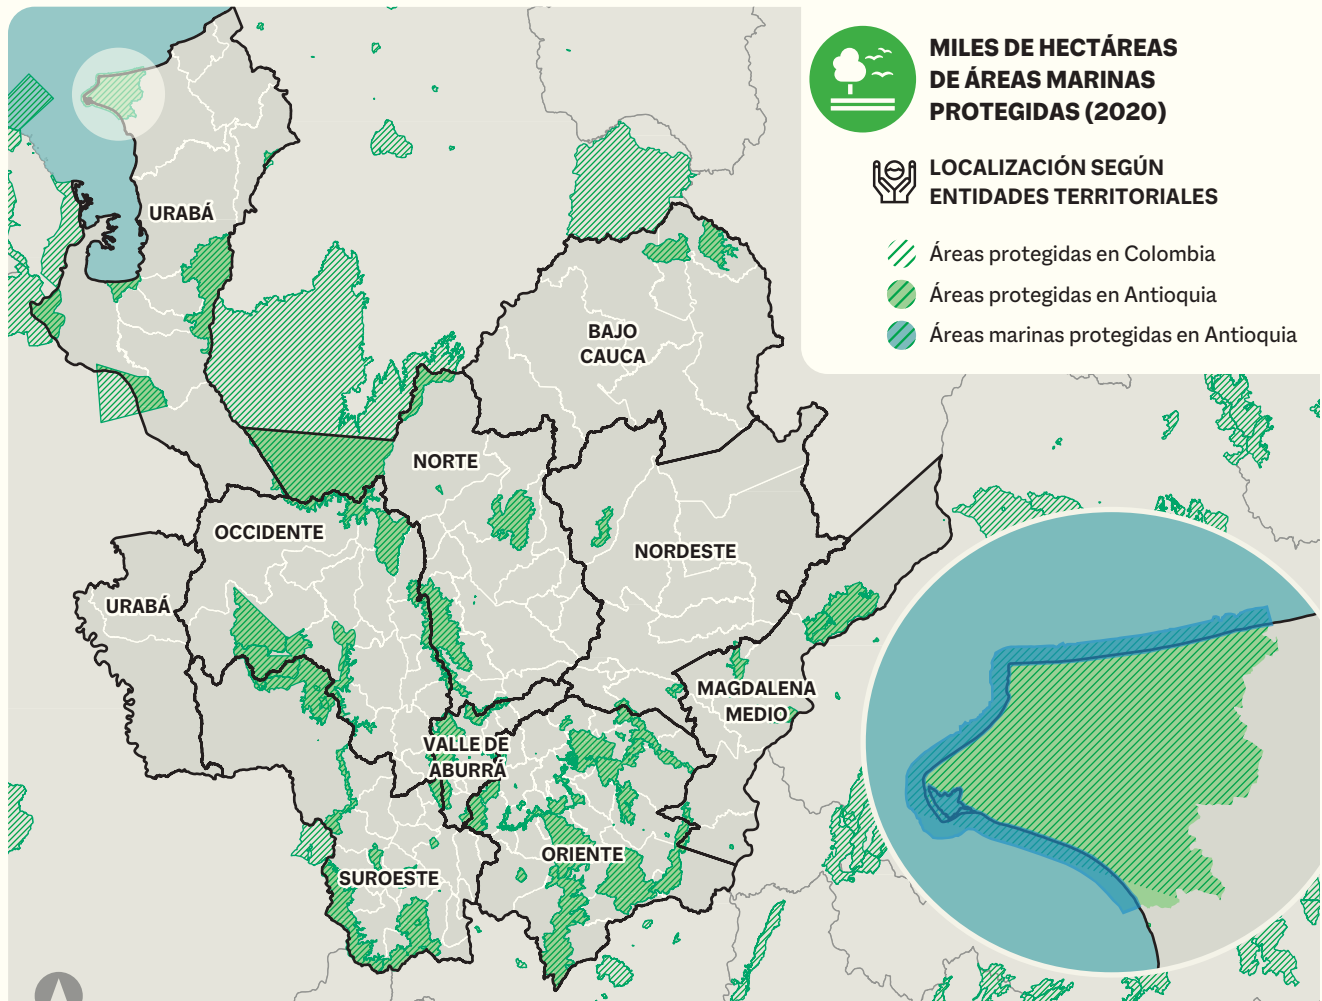 MILES DE HECTÁREAS
DE ÁREAS MARINAS
PROTEGIDAS (2020)
LOCALIZACIÓN SEGÚN
ENTIDADES TERRITORIALES
Áreas protegidas en Colombia
Áreas protegidas en Antioquia
Áreas marinas protegidas en Antioquia
URABÁ
BAJO
CAUCA
NORTE
OCCIDENTE
NORDESTE
URABÁ
MAGDALENA
MEDIO
VALLE DE
ABURRÁ
ORIENTE
SUROESTE